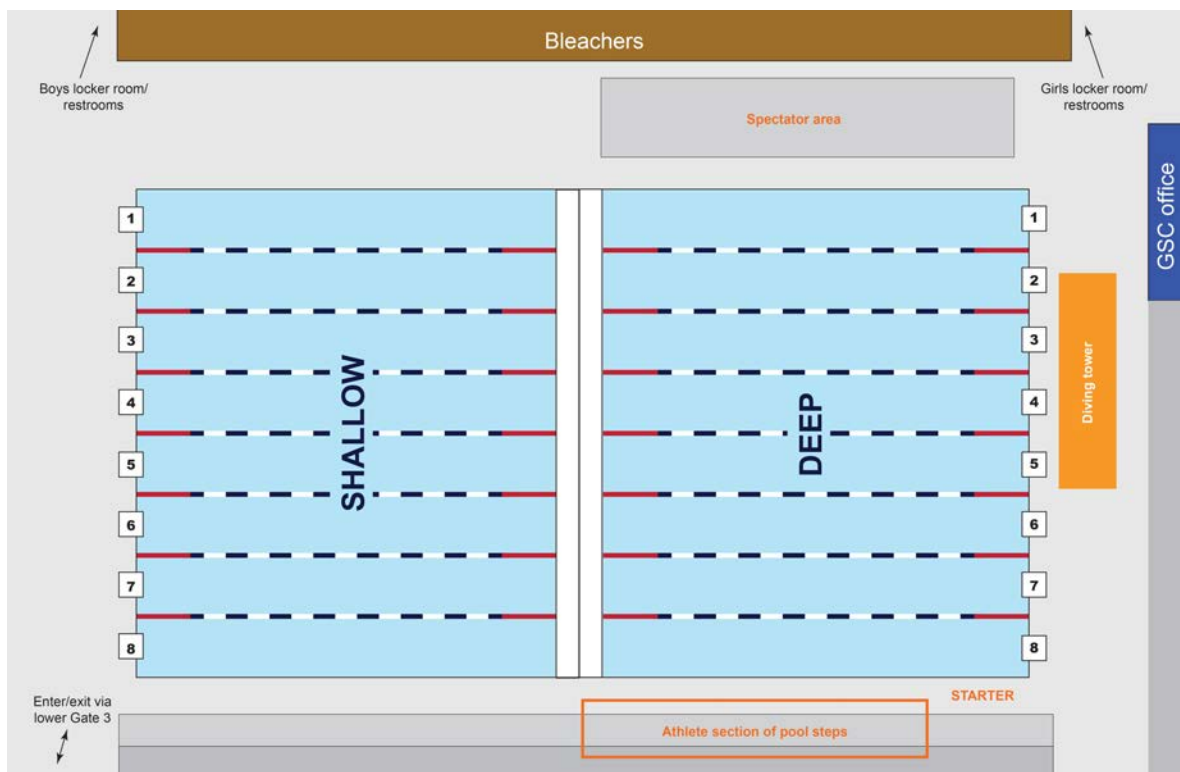 Bleachers
Boys locker room/
restrooms
Girls locker room/
restrooms
Spectator area
GSC office
1
1
2
2
3
3
4
4
5
5
6
6
7
7
8
8
SHALLOW
DEEP
Diving tower
STARTER
Enter/exit via
lower Gate 3
Athlete section of pool steps